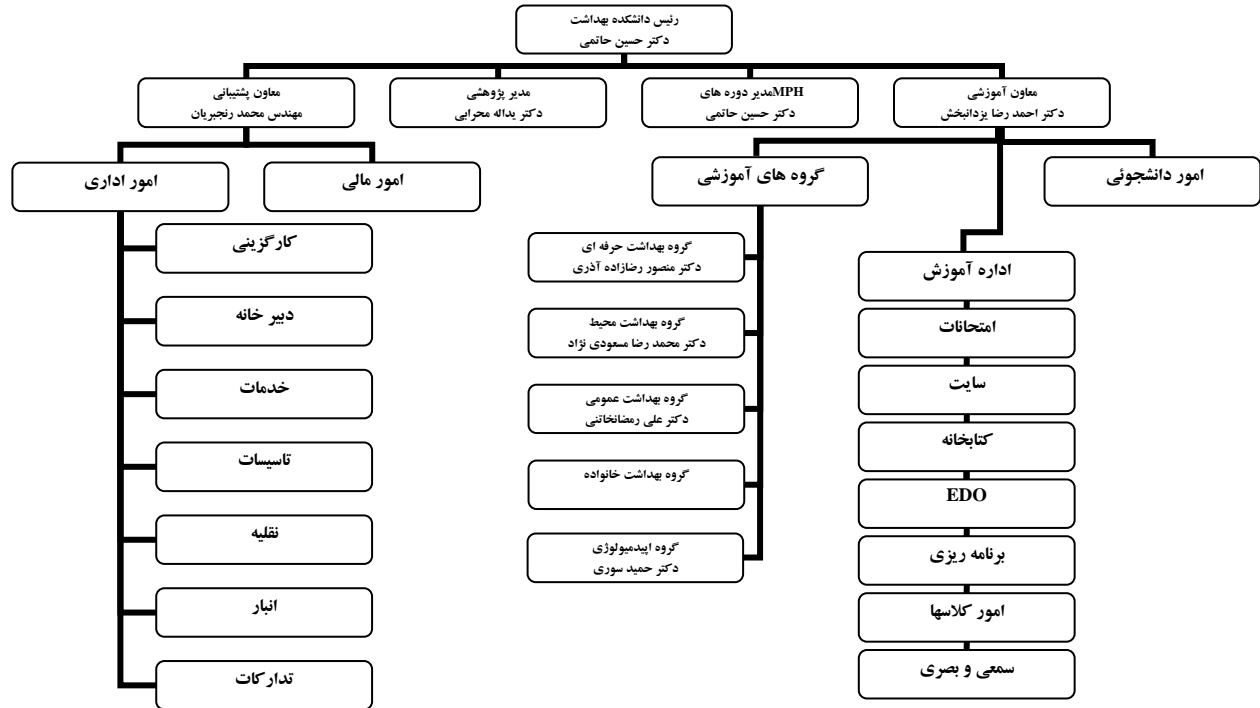 رئیس دانشکده بهداشت
دکتر حسین حاتمی
معاون آموزشی
دکتر احمد رضا یزدانبخش
MPHمدیر دوره های
دکتر حسین حاتمی
مدیر پژوهشی
دکتر یداله محرابی
معاون پشتیبانی
مهندس محمد رنجبریان
امور دانشجوئی
گروه های آموزشی
امور مالی
امور اداری
اداره آموزش
امتحانات
سایت
کتابخانه
EDO
برنامه ریزی
امور کلاسها
سمعی و بصری
گروه بهداشت حرفه ای
دکتر منصور رضازاده آذری
گروه بهداشت محیط
دکتر محمد رضا مسعودی نژاد
گروه بهداشت عمومی
دکتر علی رمضانخاتنی
گروه بهداشت خانواده
گروه اپیدمیولوژی
دکتر حمید سوری
کارگزینی
دبیر خانه
خدمات
تاسیسات
نقلیه
انبار
تدارکات